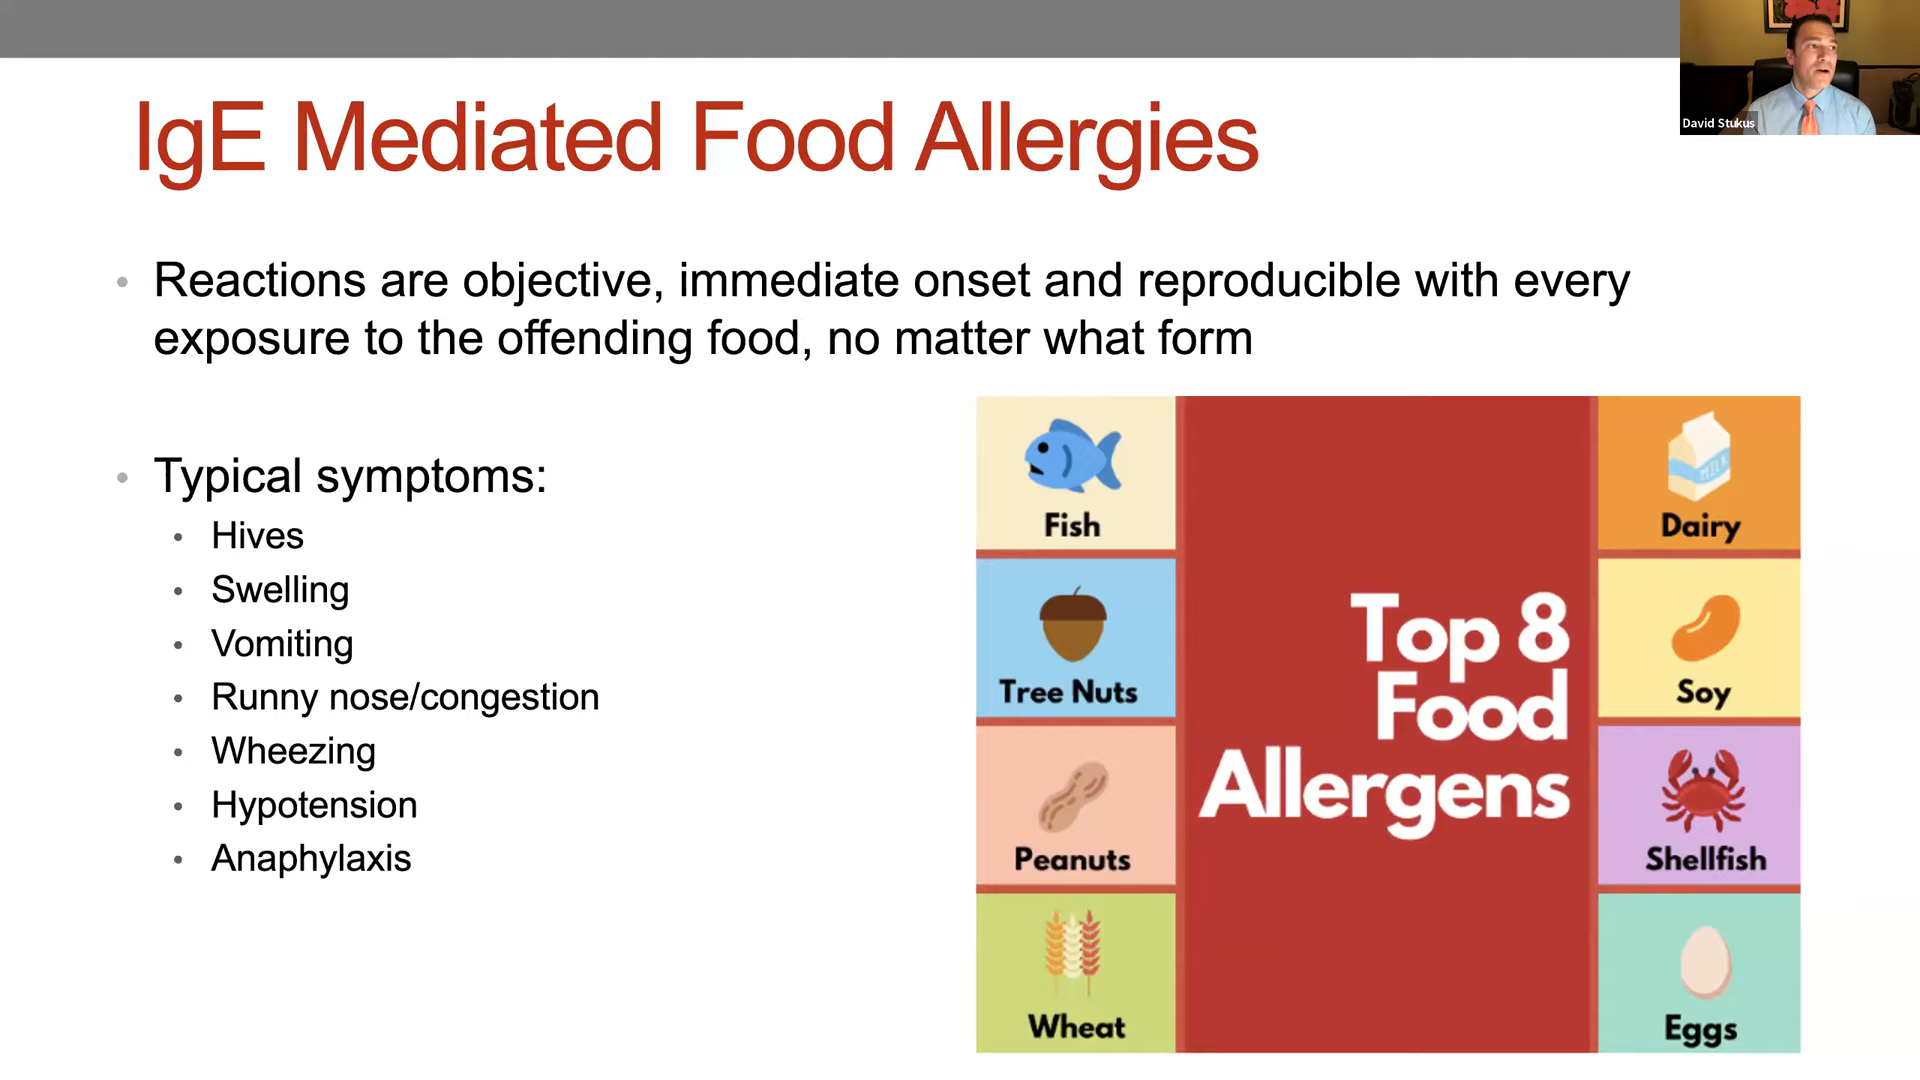 David Stukus
IgE Mediated Food Allergies
• Reactions are objective, immediate onset and reproducible with every
exposure to the offending food, no matter what form
• Typical symptoms:
• Hives
• Swelling
• Vomiting
• Runny nose/congestion
• Wheezing
• Hypotension
• Anaphylaxis
Fish
Tree Nuts
Peanuts
Wheat
Top 8
Food
Allergens
MILK
Dairy
Soy
Shellfish
Eggs